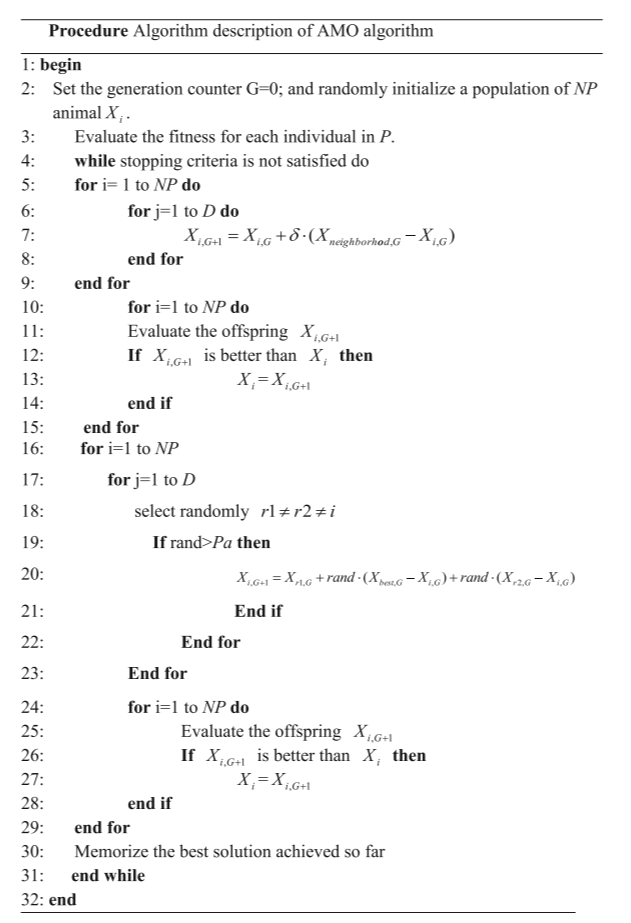 Procedure Algorithm description of AMO algorithm
1: begin
2: Set the generation counter G=0; and randomly initialize a population of NP
animal X_i .
3: Evaluate the fitness for each individual in P.
4: while stopping criteria is not satisfied do
5: for i= 1 to NP do
6: for j=1 to D do
7: X_{i,G+1} = X_{i,G} + δ·(X_{neighborhod,G} − X_{i,G})
8: end for
9: end for
10: for i=1 to NP do
11: Evaluate the offspring X_{i,G+1}
12: If X_{i,G+1} is better than X_i then
13: X_i = X_{i,G+1}
14: end if
15: end for
16: for i=1 to NP
17: for j=1 to D
18: select randomly r1 ≠ r2 ≠ i
19: If rand>Pa then
20: X_{i,G+1} = X_{r1,G} + rand·(X_{best,G} − X_{i,G}) + rand·(X_{r2,G} − X_{i,G})
21: End if
22: End for
23: End for
24: for i=1 to NP do
25: Evaluate the offspring X_{i,G+1}
26: If X_{i,G+1} is better than X_i then
27: X_i = X_{i,G+1}
28: end if
29: end for
30: Memorize the best solution achieved so far
31: end while
32: end